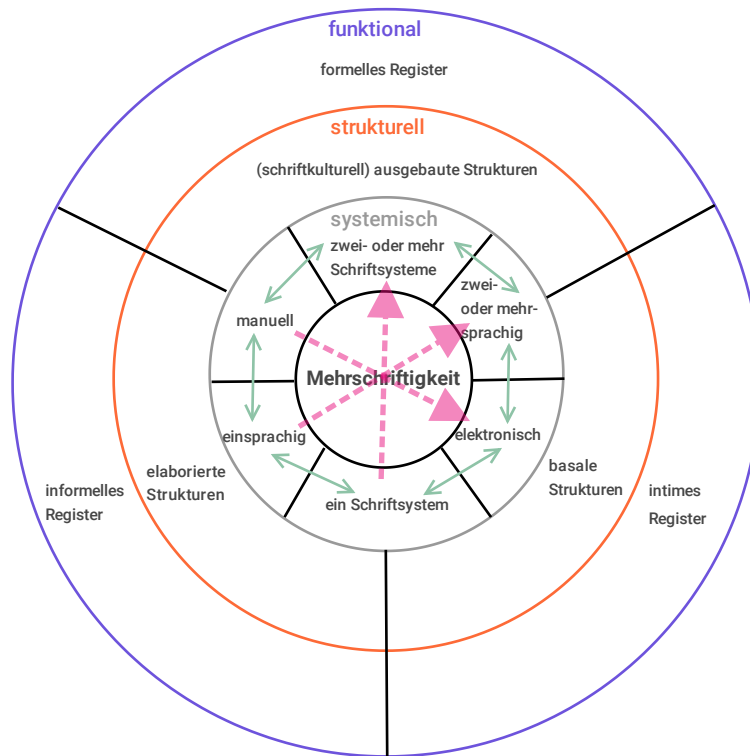 funktional
formelles Register
strukturell
(schriftkulturell) ausgebaute Strukturen
systemisch
zwei- oder mehr
Schriftsysteme
zwei-
oder mehr-
sprachig
manuell
Mehrschriftigkeit
einsprachig
elektronisch
ein Schriftsystem
elaborierte
Strukturen
basale
Strukturen
informelles
Register
intimes
Register